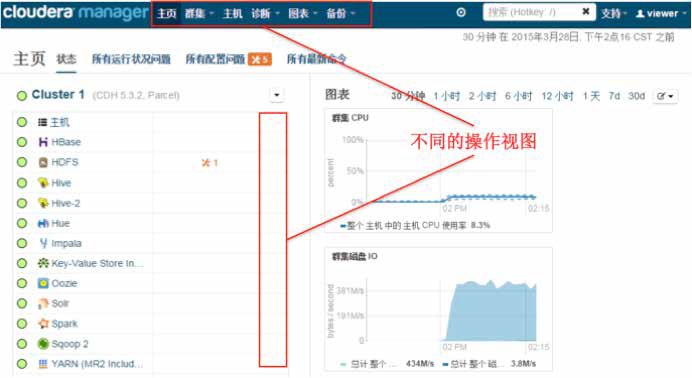 cloudera manager 主页 群集 主机 诊断 图表 备份 搜索 (Hotkey: /) 支持 viewer
30 分钟 在 2015年3月28日, 下午2点16 CST 之前
主页 状态 所有运行状况问题 所有配置问题 5 所有最新命令
Cluster 1 (CDH 5.3.2, Parcel)
主机
HBase
HDFS 1
Hive
Hive-2
Hue
Impala
Key-Value Store In...
Oozie
Solr
Spark
Sqoop 2
YARN (MR2 Includ...
图表 30 分钟 1 小时 2 小时 6 小时 12 小时 1 天 7d 30d
群集 CPU
percent
100%
50%
0%
02 PM 02:15
整个 主机 中的 主机 CPU 使用率 8.3%
不同的操作视图
群集磁盘 IO
bytes / second
381M/s
191M/s
0
02 PM 02:15
总计 整个 ... 434M/s 总计 整个 磁... 3.8M/s